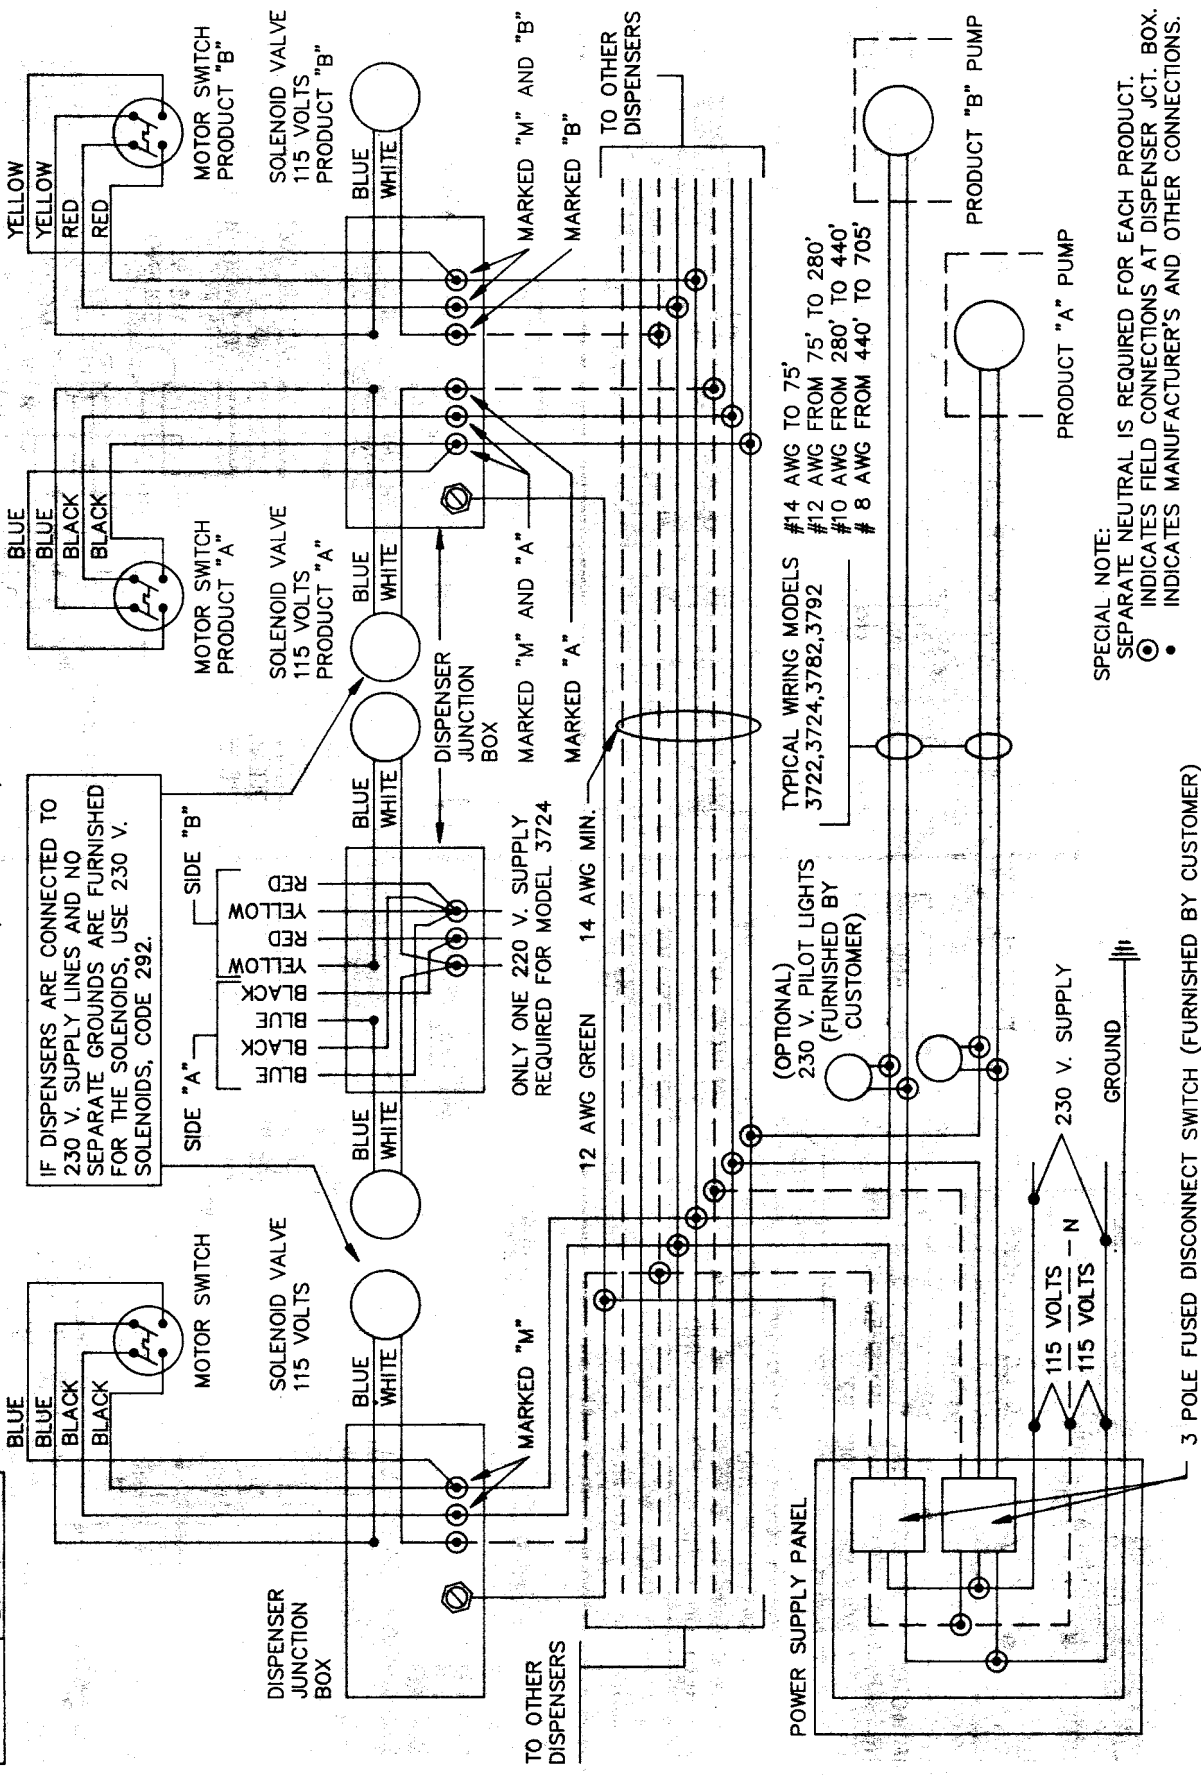 BLUE
BLUE
BLACK
BLACK
MOTOR SWITCH
SOLENOID VALVE
115 VOLTS
BLUE
WHITE
DISPENSER
JUNCTION
BOX
MARKED "M"
TO OTHER
DISPENSERS
IF DISPENSERS ARE CONNECTED TO
230 V. SUPPLY LINES AND NO
SEPARATE GROUNDS ARE FURNISHED
FOR THE SOLENOIDS, USE 230 V.
SOLENOIDS, CODE 292.
SIDE "A"
SIDE "B"
BLUE
BLACK
BLUE
BLACK
YELLOW
RED
YELLOW
RED
BLUE
WHITE
BLUE
WHITE
ONLY ONE 220 V. SUPPLY
REQUIRED FOR MODEL 3724
DISPENSER
JUNCTION
BOX
BLUE
BLUE
BLACK
BLACK
MOTOR SWITCH
PRODUCT "A"
SOLENOID VALVE
115 VOLTS
PRODUCT "A"
BLUE
WHITE
MARKED "M" AND "A"
MARKED "A"
YELLOW
YELLOW
RED
RED
MOTOR SWITCH
PRODUCT "B"
SOLENOID VALVE
115 VOLTS
PRODUCT "B"
BLUE
WHITE
MARKED "M" AND "B"
MARKED "B"
TO OTHER
DISPENSERS
12 AWG GREEN
14 AWG MIN.
(OPTIONAL)
230 V. PILOT LIGHTS
(FURNISHED BY
CUSTOMER)
TYPICAL WIRING MODELS
3722,3724,3782,3792
#14 AWG TO 75'
#12 AWG FROM 75' TO 280'
#10 AWG FROM 280' TO 440'
# 8 AWG FROM 440' TO 705'
PRODUCT "B" PUMP
PRODUCT "A" PUMP
POWER SUPPLY PANEL
115 VOLTS
N
115 VOLTS
230 V. SUPPLY
GROUND
3 POLE FUSED DISCONNECT SWITCH (FURNISHED BY CUSTOMER)
SPECIAL NOTE:
SEPARATE NEUTRAL IS REQUIRED FOR EACH PRODUCT.
INDICATES FIELD CONNECTIONS AT DISPENSER JCT. BOX.
• INDICATES MANUFACTURER'S AND OTHER CONNECTIONS.